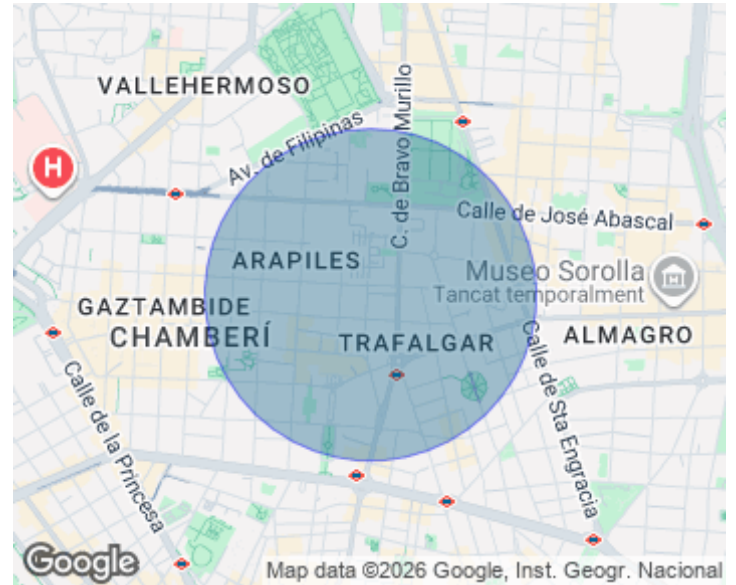 VALLEHERMOSO
Av. de Filipinas
C. de Bravo Murillo
H
Calle de José Abascal
ARAPILES
Museo Sorolla
Tancat temporalment
GAZTAMBIDE
CHAMBERÍ
TRAFALGAR
ALMAGRO
Calle de la Princesa
Calle de Sta Engracia
Google
Map data ©2026 Google, Inst. Geogr. Nacional